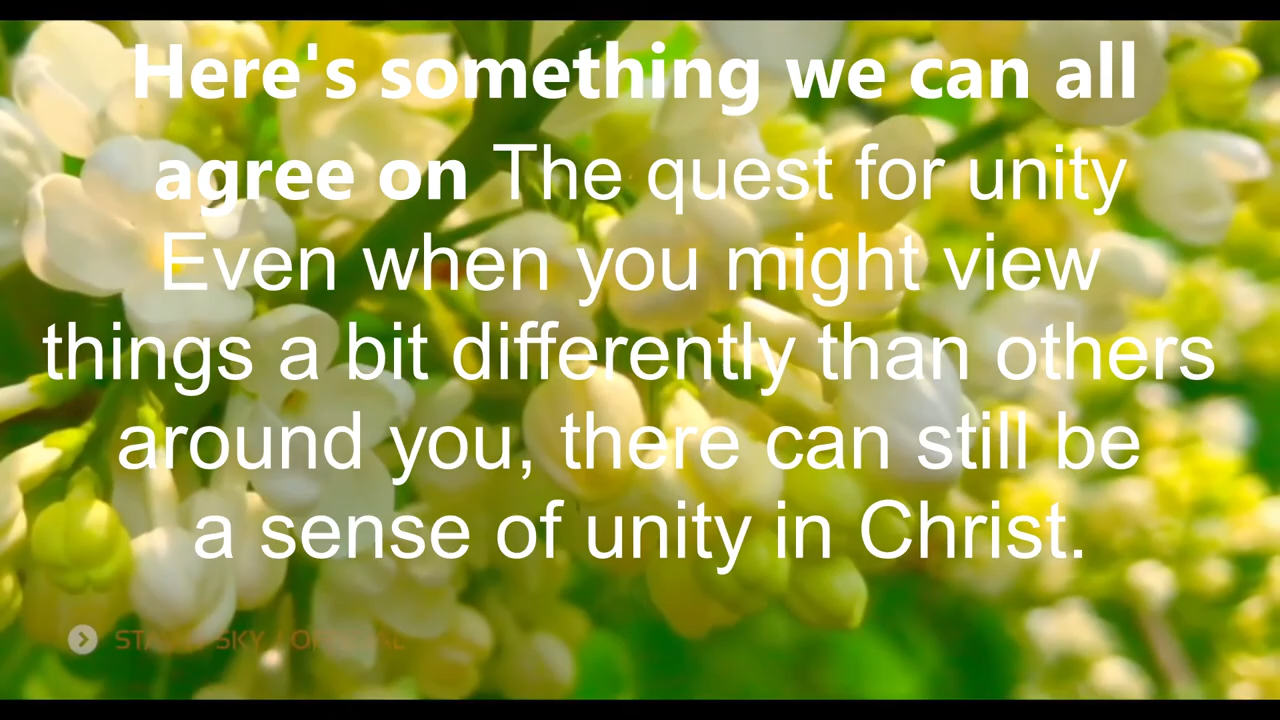 Here's something we can all
agree on The quest for unity
Even when you might view
things a bit differently than others
around you, there can still be
a sense of unity in Christ.